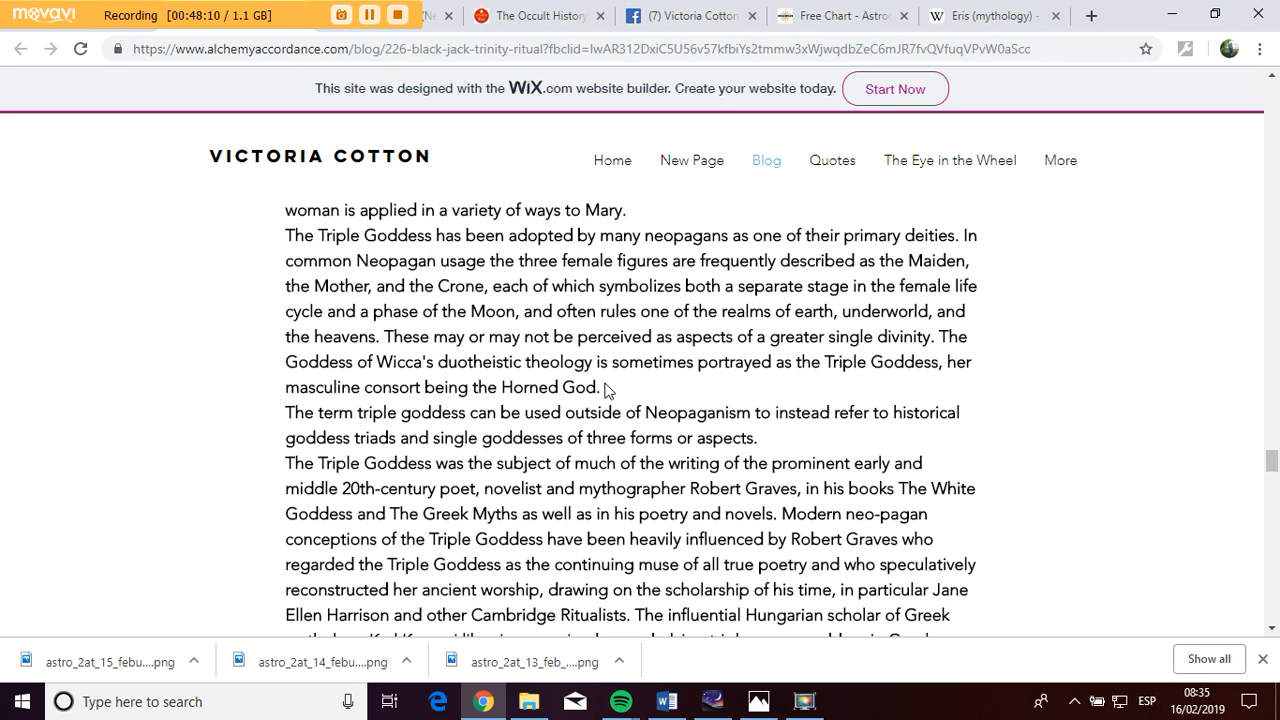 movavi Recording [00:48:10 / 1.1 GB]
The Occult History
(7) Victoria Cotton
Free Chart - Astro
Eris (mythology) -
https://www.alchemyaccordance.com/blog/226-black-jack-trinity-ritual?fbclid=IwAR312DxiC5U56v57kfbiYs2tmmw3xWjwqdbZeC6mJR7fvQVfuqVPvW0aScc
This site was designed with the WiX.com website builder. Create your website today. Start Now
VICTORIA COTTON
Home New Page Blog Quotes The Eye in the Wheel More
woman is applied in a variety of ways to Mary.
The Triple Goddess has been adopted by many neopagans as one of their primary deities. In
common Neopagan usage the three female figures are frequently described as the Maiden,
the Mother, and the Crone, each of which symbolizes both a separate stage in the female life
cycle and a phase of the Moon, and often rules one of the realms of earth, underworld, and
the heavens. These may or may not be perceived as aspects of a greater single divinity. The
Goddess of Wicca's duotheistic theology is sometimes portrayed as the Triple Goddess, her
masculine consort being the Horned God.
The term triple goddess can be used outside of Neopaganism to instead refer to historical
goddess triads and single goddesses of three forms or aspects.
The Triple Goddess was the subject of much of the writing of the prominent early and
middle 20th-century poet, novelist and mythographer Robert Graves, in his books The White
Goddess and The Greek Myths as well as in his poetry and novels. Modern neo-pagan
conceptions of the Triple Goddess have been heavily influenced by Robert Graves who
regarded the Triple Goddess as the continuing muse of all true poetry and who speculatively
reconstructed her ancient worship, drawing on the scholarship of his time, in particular Jane
Ellen Harrison and other Cambridge Ritualists. The influential Hungarian scholar of Greek
astro_2at_15_febu....png
astro_2at_14_febu....png
astro_2at_13_feb_....png
Show all
Type here to search
ESP
08:35
16/02/2019